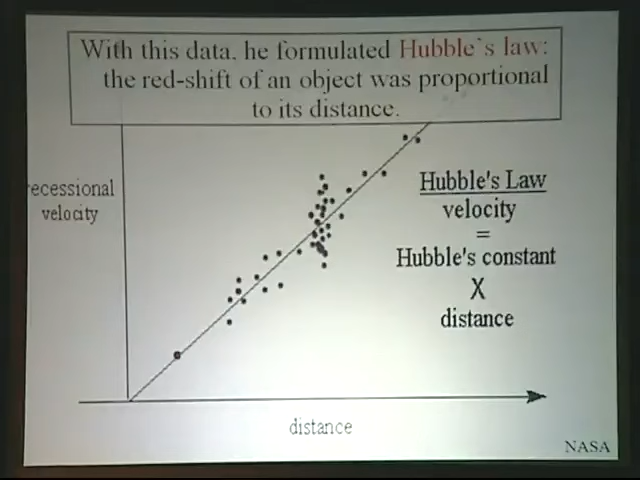 With this data, he formulated Hubble`s law:
the red-shift of an object was proportional
to its distance.
ecessional
velocity
Hubble's Law
velocity
=
Hubble's constant
X
distance
distance
NASA